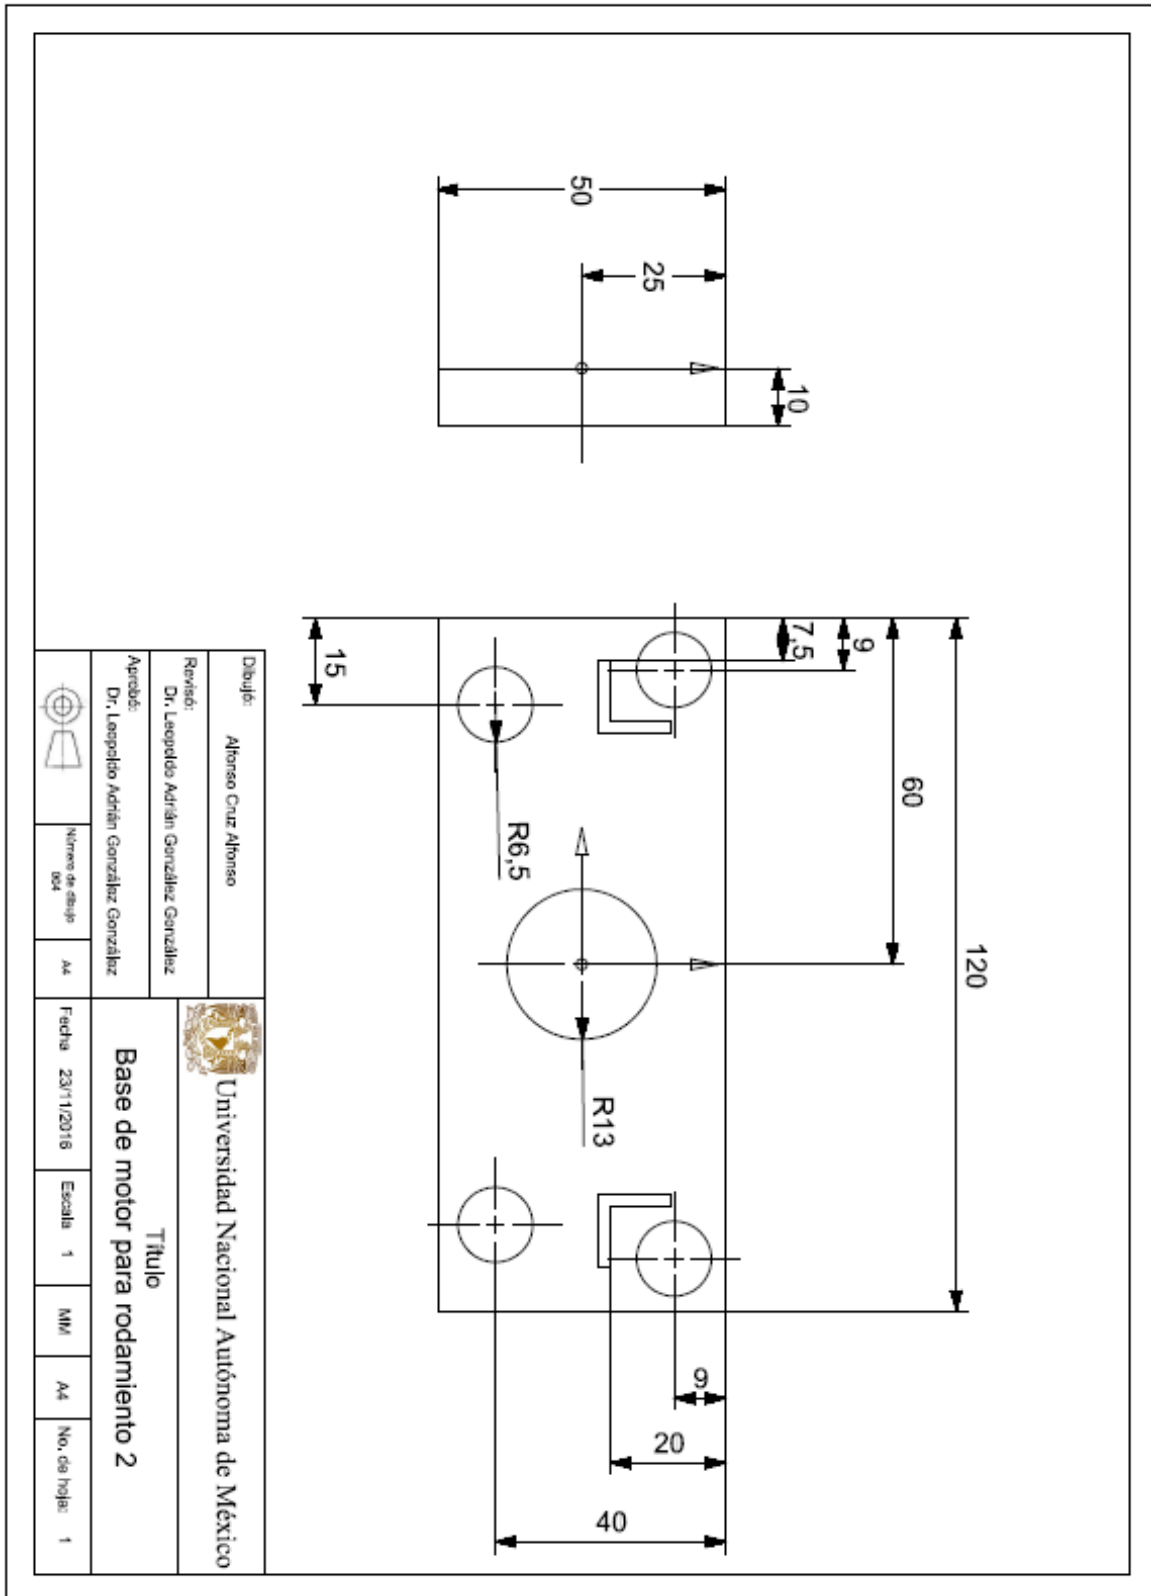 50
25
10
120
60
9
7,5
15
R6,5
R13
9
20
40
Dibujó:
Alfonso Cruz Alfonso
Revisó:
Dr. Leopoldo Adrián González González
Aprobó:
Dr. Leopoldo Adrián González González
Número de dibujo
004
A4
Universidad Nacional Autónoma de México
Título
Base de motor para rodamiento 2
Fecha 23/11/2016
Escala 1
MM
A4
No. de hoja: 1